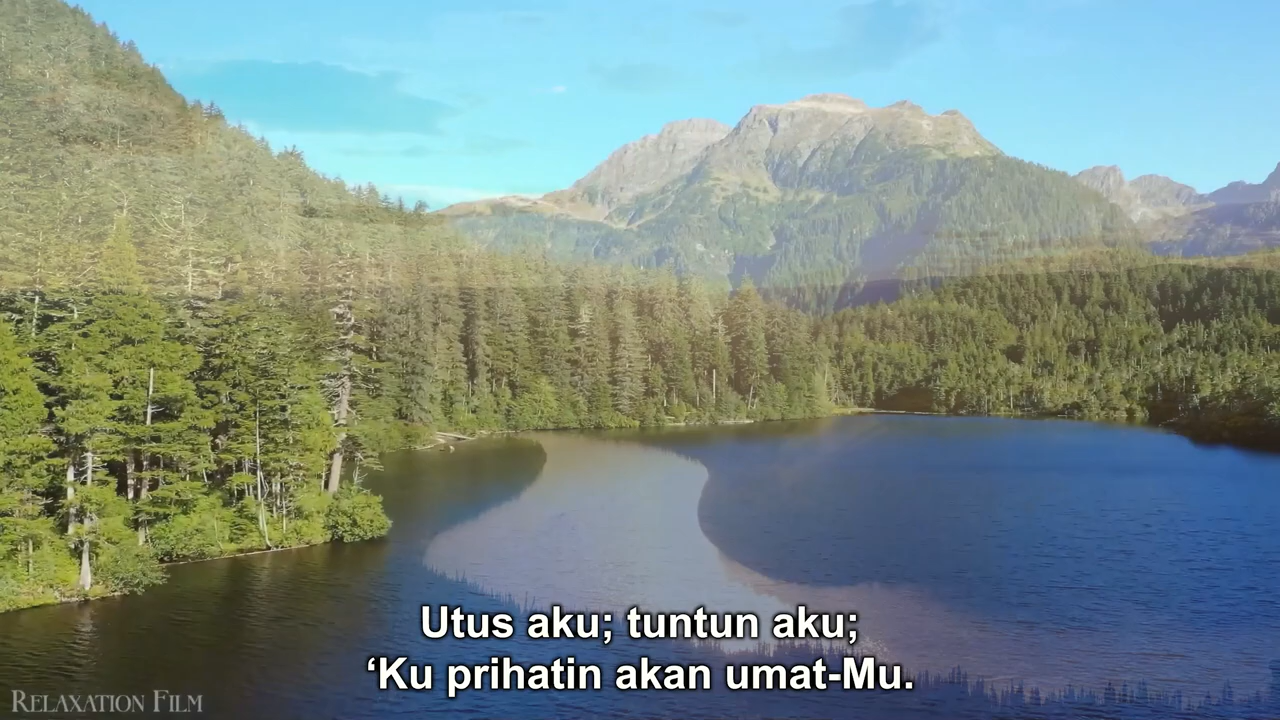 Utus aku; tuntun aku;
‘Ku prihatin akan umat-Mu.
RELAXATION FILM